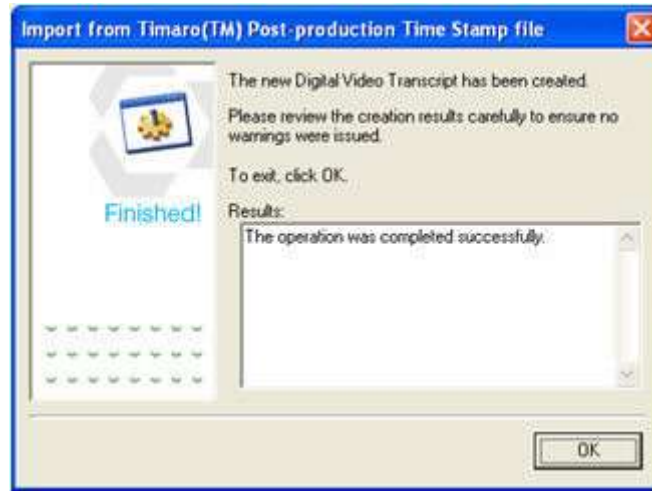 Import from Timaro(TM) Post-production Time Stamp file
The new Digital Video Transcript has been created.
Please review the creation results carefully to ensure no
warnings were issued.
To exit, click OK.
Finished!
Results:
The operation was completed successfully.
OK